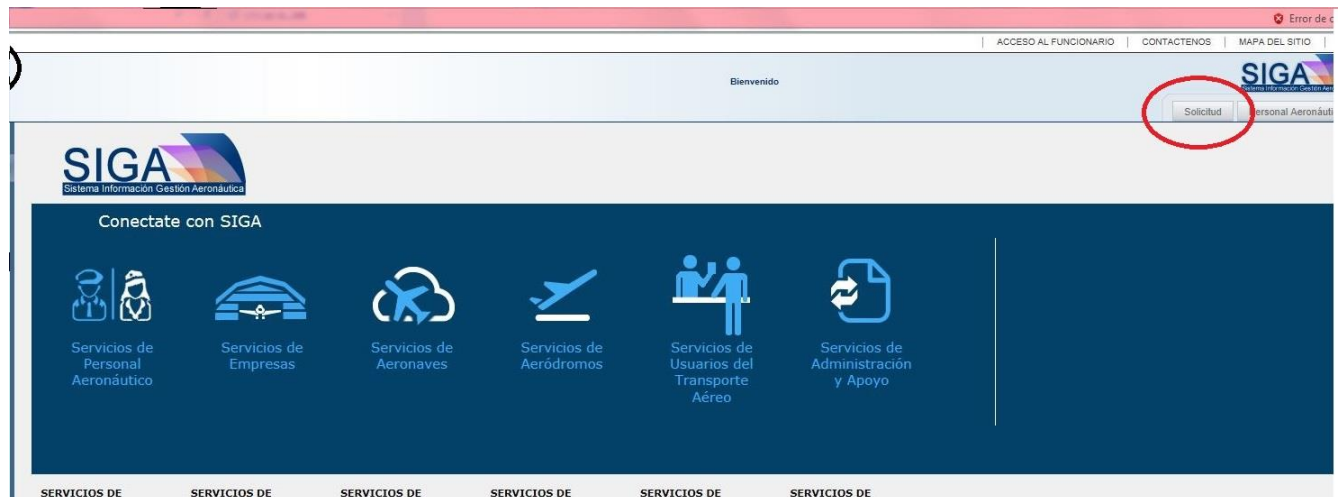 Error de
ACCESO AL FUNCIONARIO | CONTACTENOS | MAPA DEL SITIO |
Bienvenido
SIGA
Solicitud
Personal
SIGA
Sistema Información Gestión Aeronáutica
Conectate con SIGA
Servicios de
Personal
Aeronáutico
Servicios de
Empresas
Servicios de
Aeronaves
Servicios de
Aeródromos
Servicios de
Usuarios del
Transporte
Aéreo
Servicios de
Administración
y Apoyo
SERVICIOS DE
SERVICIOS DE
SERVICIOS DE
SERVICIOS DE
SERVICIOS DE
SERVICIOS DE